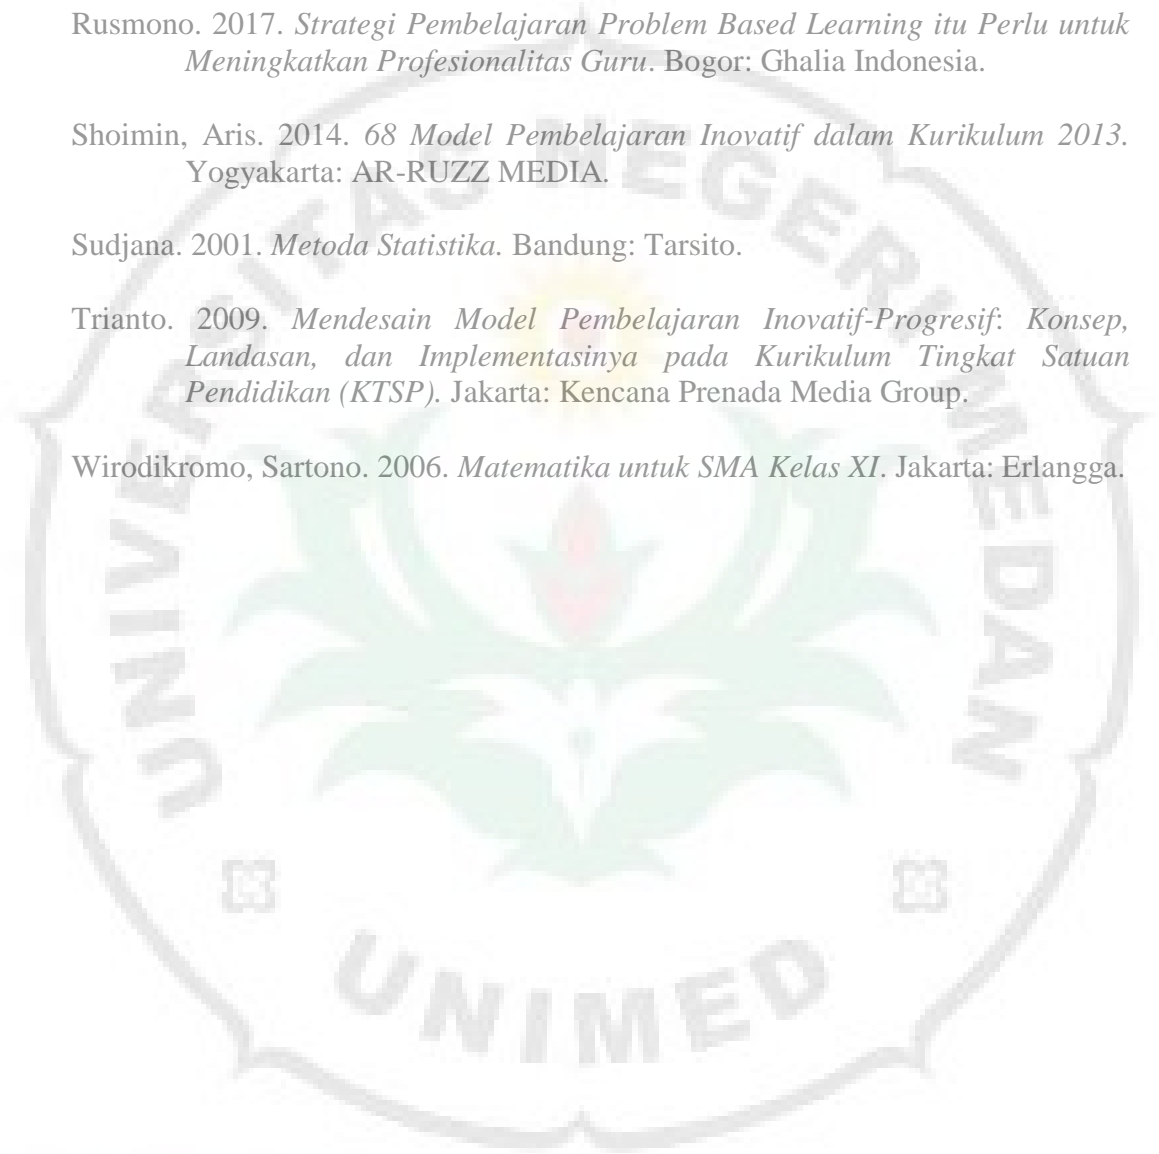 Rusmono. 2017. Strategi Pembelajaran Problem Based Learning itu Perlu untuk
Meningkatkan Profesionalitas Guru. Bogor: Ghalia Indonesia.
Shoimin, Aris. 2014. 68 Model Pembelajaran Inovatif dalam Kurikulum 2013.
Yogyakarta: AR-RUZZ MEDIA.
Sudjana. 2001. Metoda Statistika. Bandung: Tarsito.
Trianto. 2009. Mendesain Model Pembelajaran Inovatif-Progresif: Konsep,
Landasan, dan Implementasinya pada Kurikulum Tingkat Satuan
Pendidikan (KTSP). Jakarta: Kencana Prenada Media Group.
Wirodikromo, Sartono. 2006. Matematika untuk SMA Kelas XI. Jakarta: Erlangga.
UNIVERSITAS NEGERI MEDAN
UNIMED